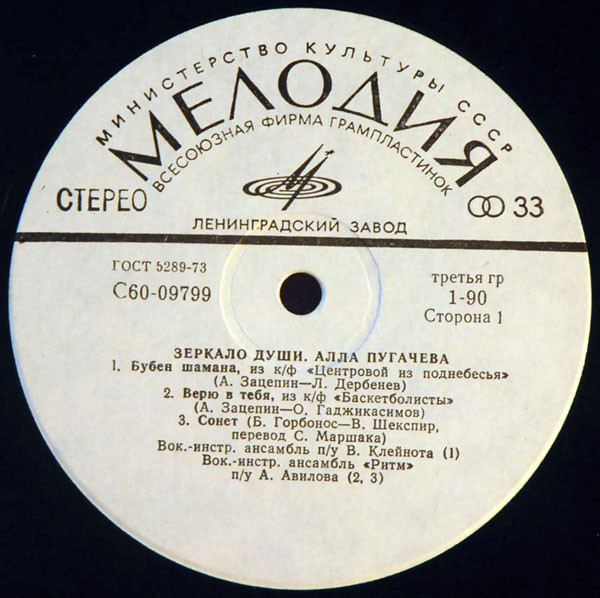 МИНИСТЕРСТВО КУЛЬТУРЫ СССР
МЕЛОДИЯ
ВСЕСОЮЗНАЯ ФИРМА ГРАМПЛАСТИНОК
СТЕРЕО
33
ЛЕНИНГРАДСКИЙ ЗАВОД
ГОСТ 5289-73
С60-09799
третья гр
1-90
Сторона 1
ЗЕРКАЛО ДУШИ. АЛЛА ПУГАЧЕВА
1. Бубен шамана, из к/ф «Центровой из поднебесья»
(А. Зацепин—Л. Дербенев)
2. Верю в тебя, из к/ф «Баскетболисты»
(А. Зацепин—О. Гаджикасимов)
3. Сонет (Б. Горбонос—В. Шекспир,
перевод С. Маршака)
Вок.-инстр. ансамбль п/у В. Клейнота (1)
Вок.-инстр. ансамбль «Ритм»
п/у А. Авилова (2, 3)